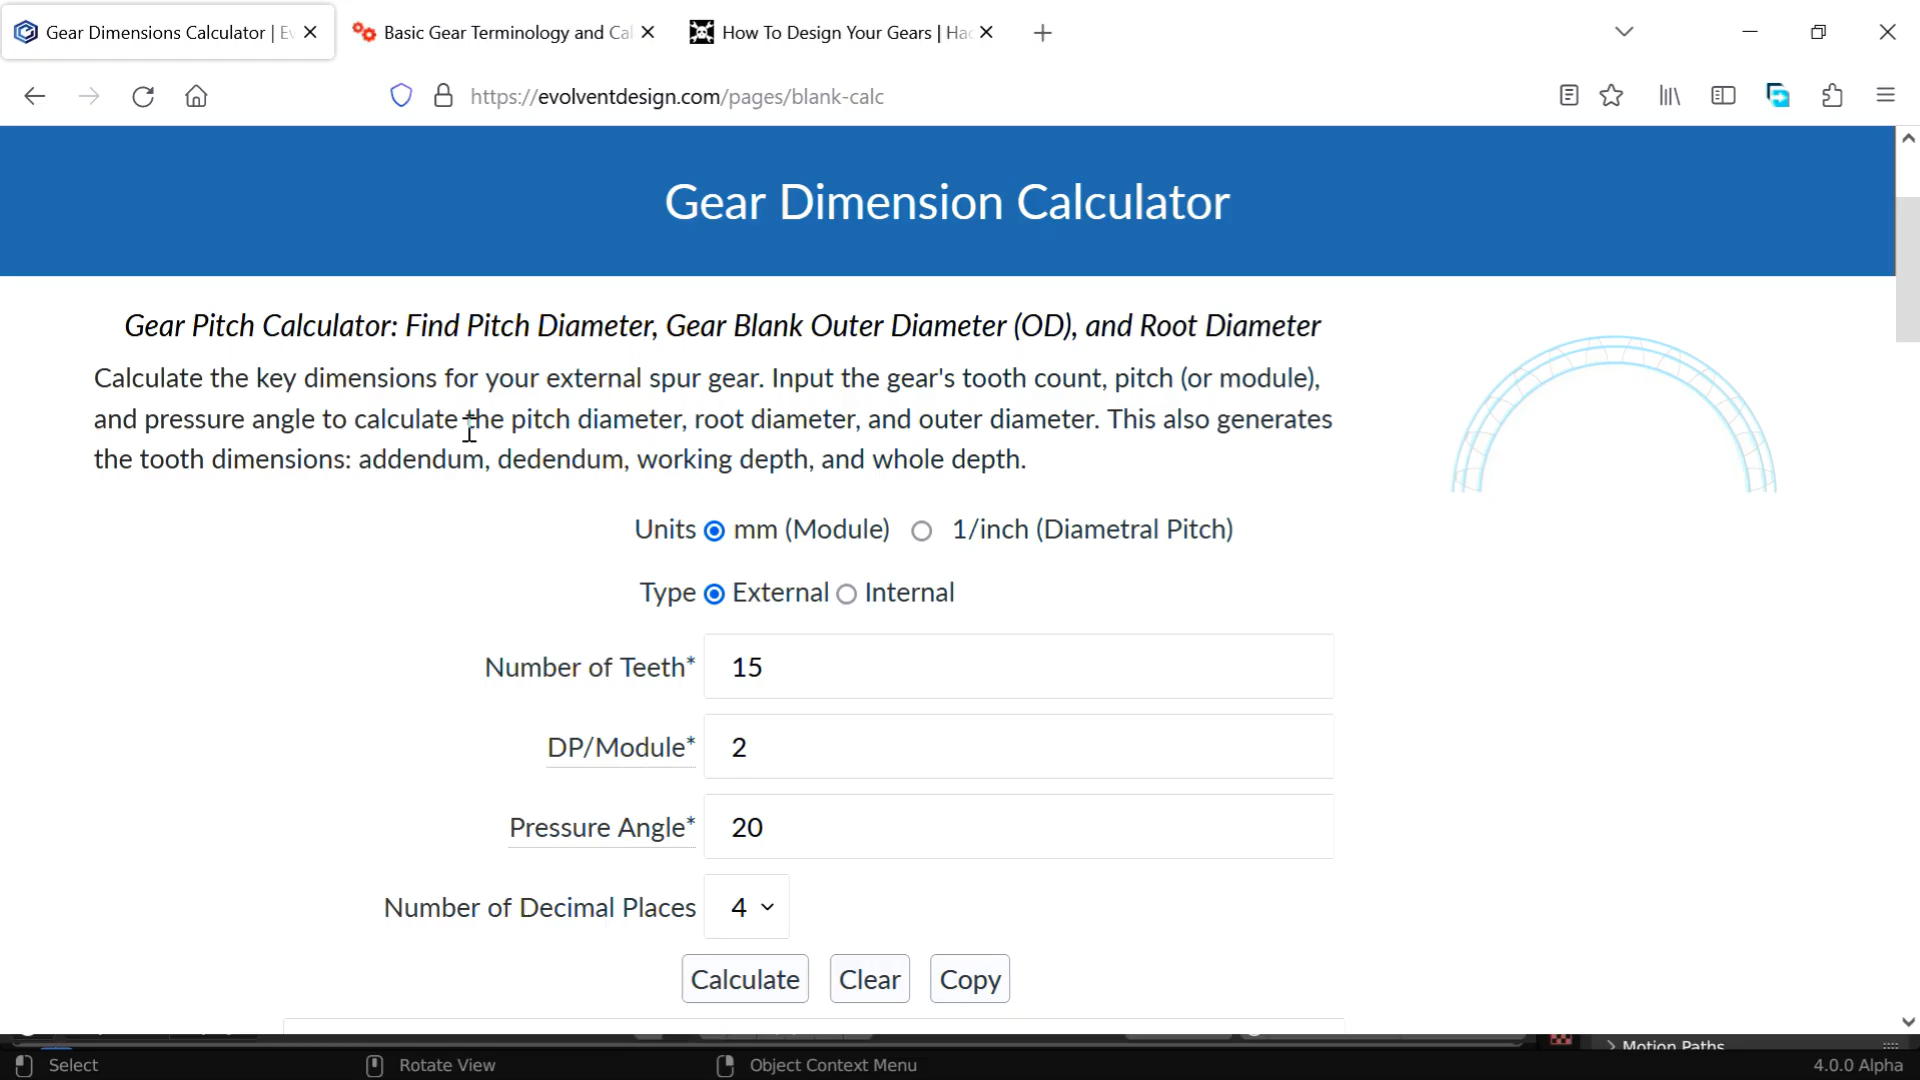 Gear Dimensions Calculator | Ev
Basic Gear Terminology and Cal
How To Design Your Gears | Hac
https://evolventdesign.com/pages/blank-calc
Gear Dimension Calculator
Gear Pitch Calculator: Find Pitch Diameter, Gear Blank Outer Diameter (OD), and Root Diameter
Calculate the key dimensions for your external spur gear. Input the gear's tooth count, pitch (or module),
and pressure angle to calculate the pitch diameter, root diameter, and outer diameter. This also generates
the tooth dimensions: addendum, dedendum, working depth, and whole depth.
Units mm (Module) 1/inch (Diametral Pitch)
Type External Internal
Number of Teeth* 15
DP/Module* 2
Pressure Angle* 20
Number of Decimal Places 4
Calculate Clear Copy
Motion Paths
Select Rotate View Object Context Menu 4.0.0 Alpha